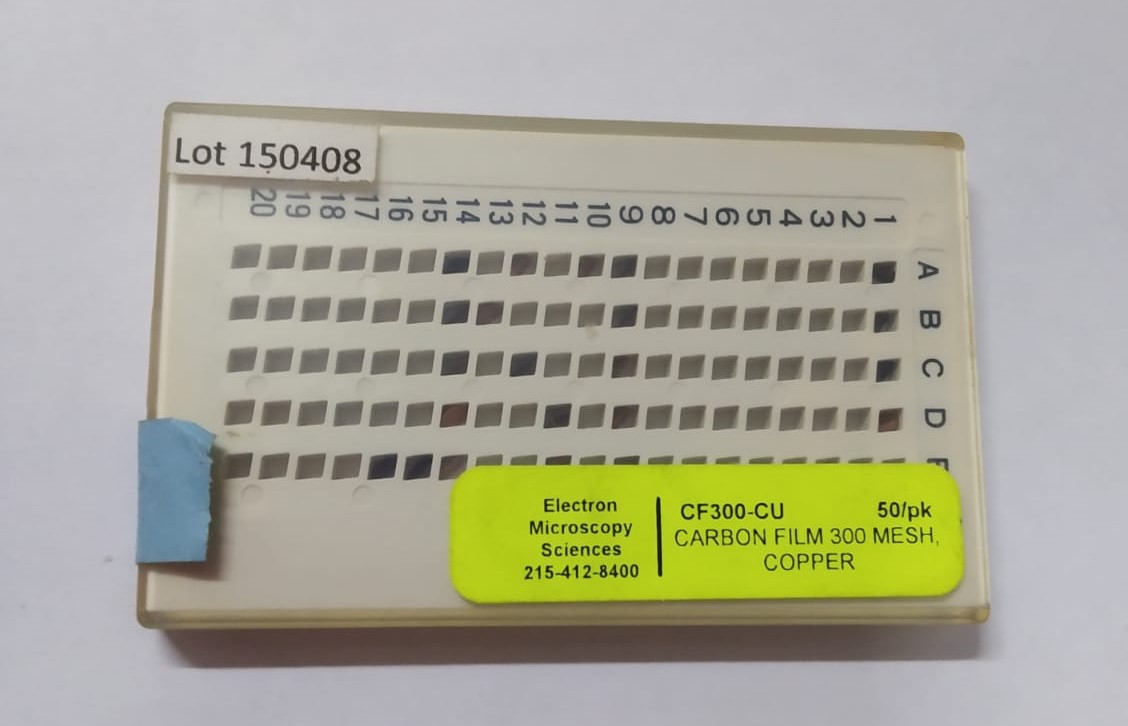 Lot 150408
20 19 18 17 16 15 14 13 12 11 10 9 8 7 6 5 4 3 2 1
A
B
C
D
E
Electron
Microscopy
Sciences
215-412-8400
CF300-CU 50/pk
CARBON FILM 300 MESH,
COPPER